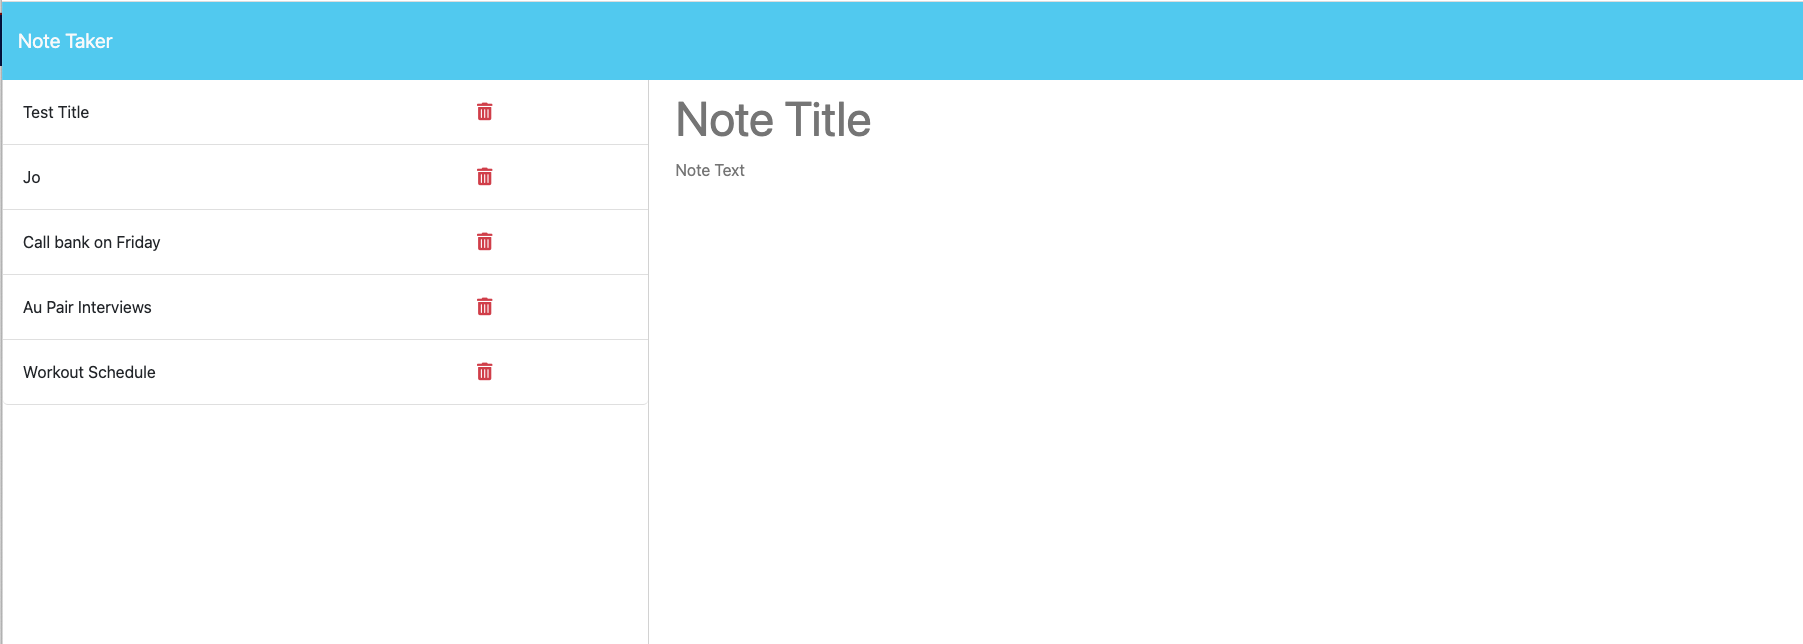 Note Taker
Test Title
Jo
Call bank on Friday
Au Pair Interviews
Workout Schedule
Note Title
Note Text